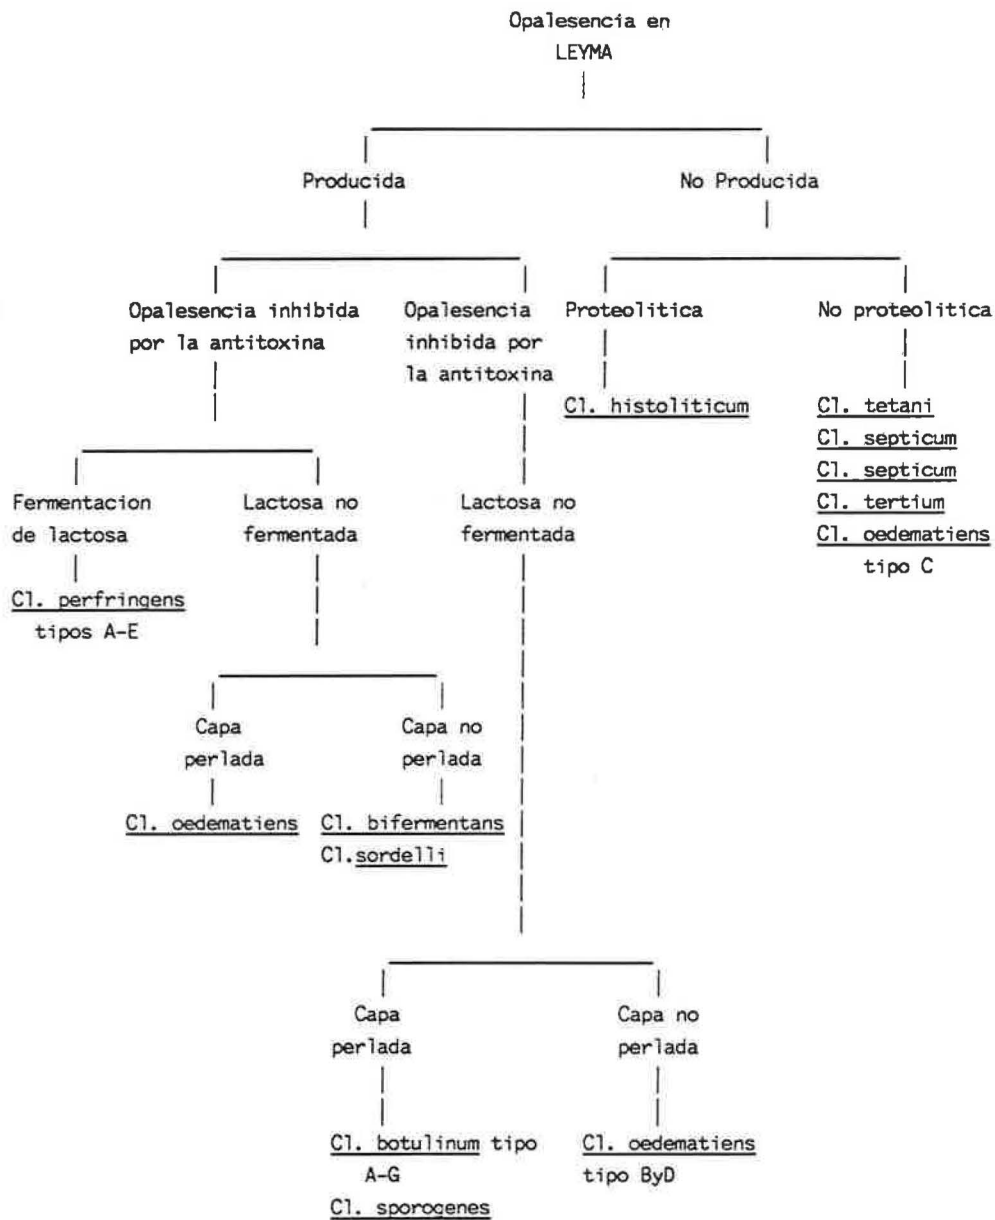 Opalesencia en
LEYMA
Producida
No Producida
Opalesencia inhibida
por la antitoxina
Opalesencia
inhibida por
la antitoxina
Proteolitica
No proteolitica
Cl. histoliticum
Cl. tetani
Cl. septicum
Cl. septicum
Cl. tertium
Cl. oedematiens
tipo C
Fermentacion
de lactosa
Lactosa no
fermentada
Lactosa no
fermentada
Cl. perfringens
tipos A-E
Capa
perlada
Capa no
perlada
Cl. oedematiens
Cl. bifermentans
Cl.sordelli
Capa
perlada
Capa no
perlada
Cl. botulinum tipo
A-G
Cl. sporogenes
Cl. oedematiens
tipo ByD